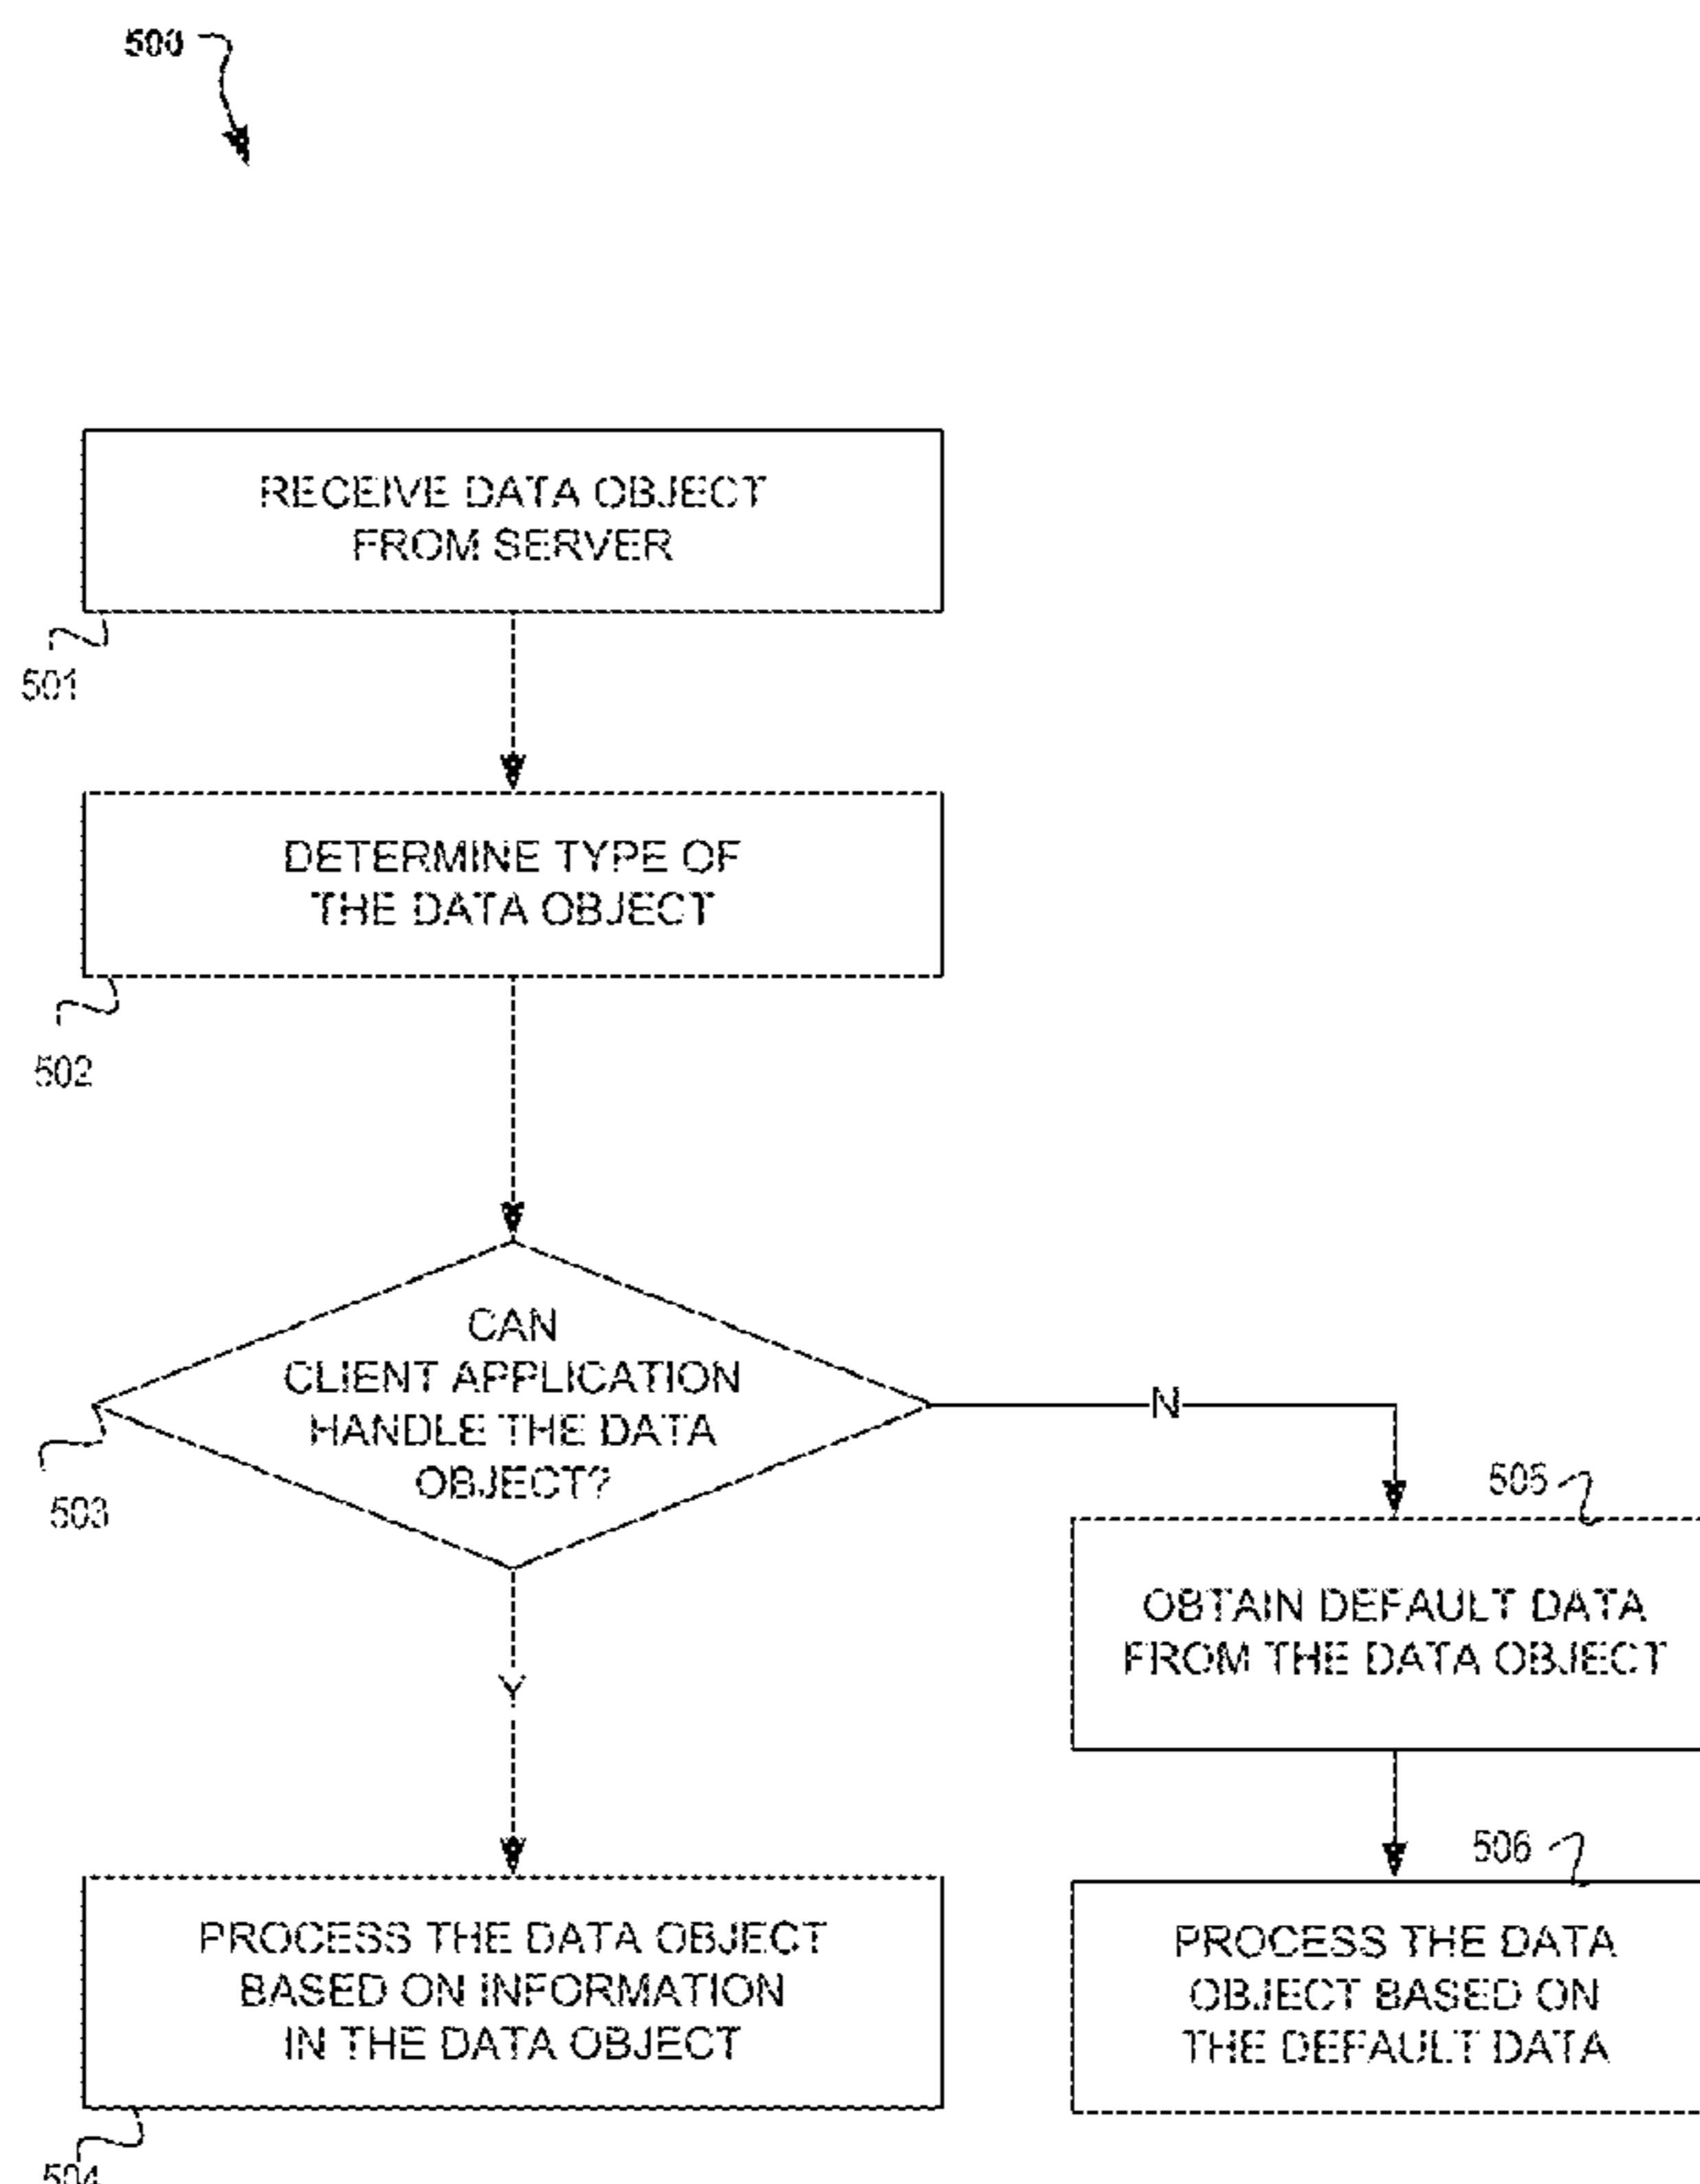 500
RECEIVE DATA OBJECT
FROM SERVER
501
DETERMINE TYPE OF
THE DATA OBJECT
502
CAN
CLIENT APPLICATION
HANDLE THE DATA
OBJECT?
503
N
Y
505
OBTAIN DEFAULT DATA
FROM THE DATA OBJECT
506
PROCESS THE DATA
OBJECT BASED ON
THE DEFAULT DATA
PROCESS THE DATA OBJECT
BASED ON INFORMATION
IN THE DATA OBJECT
504